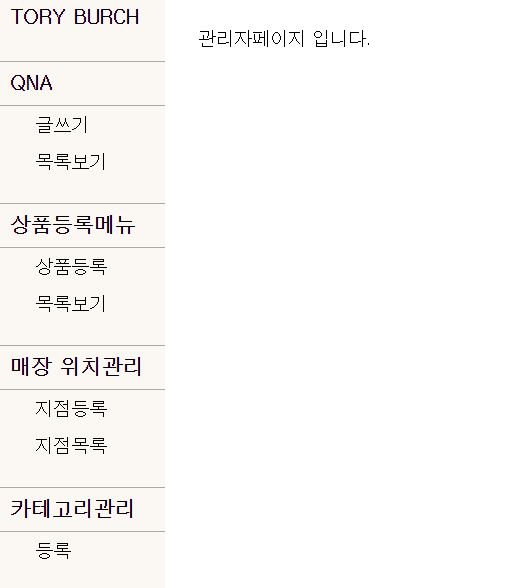 TORY BURCH
관리자페이지 입니다.
QNA
글쓰기
목록보기
상품등록메뉴
상품등록
목록보기
매장 위치관리
지점등록
지점목록
카테고리관리
등록